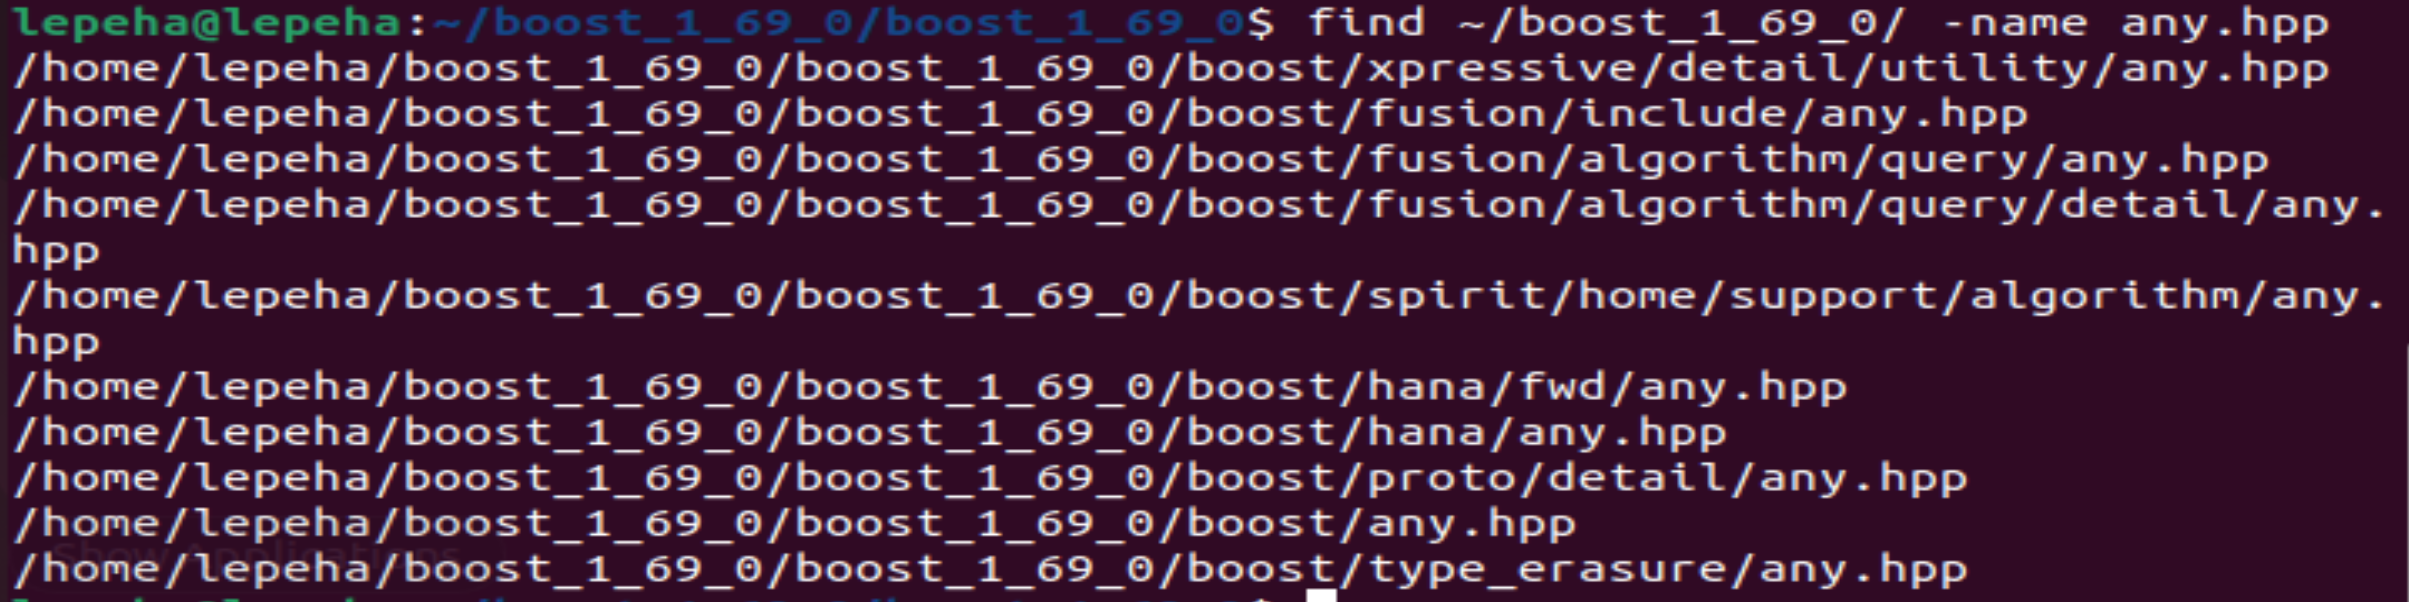 lepeha@lepeha:~/boost_1_69_0/boost_1_69_0$ find ~/boost_1_69_0/ -name any.hpp
/home/lepeha/boost_1_69_0/boost_1_69_0/boost/xpressive/detail/utility/any.hpp
/home/lepeha/boost_1_69_0/boost_1_69_0/boost/fusion/include/any.hpp
/home/lepeha/boost_1_69_0/boost_1_69_0/boost/fusion/algorithm/query/any.hpp
/home/lepeha/boost_1_69_0/boost_1_69_0/boost/fusion/algorithm/query/detail/any.
hpp
/home/lepeha/boost_1_69_0/boost_1_69_0/boost/spirit/home/support/algorithm/any.
hpp
/home/lepeha/boost_1_69_0/boost_1_69_0/boost/hana/fwd/any.hpp
/home/lepeha/boost_1_69_0/boost_1_69_0/boost/hana/any.hpp
/home/lepeha/boost_1_69_0/boost_1_69_0/boost/proto/detail/any.hpp
/home/lepeha/boost_1_69_0/boost_1_69_0/boost/any.hpp
Show Applications
/home/lepeha/boost_1_69_0/boost_1_69_0/boost/type_erasure/any.hpp